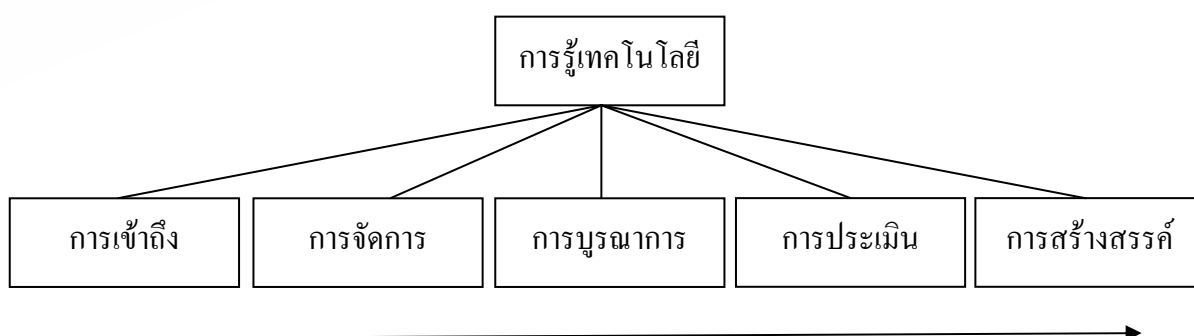 การรู้เทคโนโลยี
การเข้าถึง
การจัดการ
การบูรณาการ
การประเมิน
การสร้างสรรค์